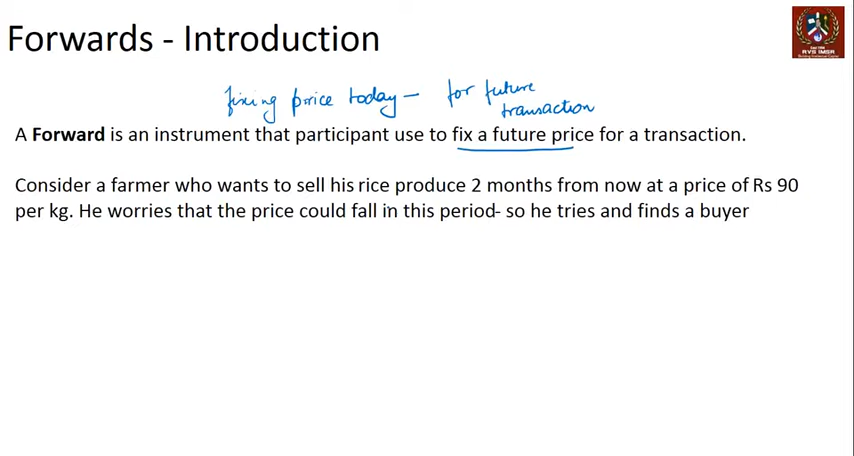 Forwards - Introduction
RVS IMSR
fixing price today - for future
transaction
A Forward is an instrument that participant use to fix a future price for a transaction.
Consider a farmer who wants to sell his rice produce 2 months from now at a price of Rs 90
per kg. He worries that the price could fall in this period- so he tries and finds a buyer